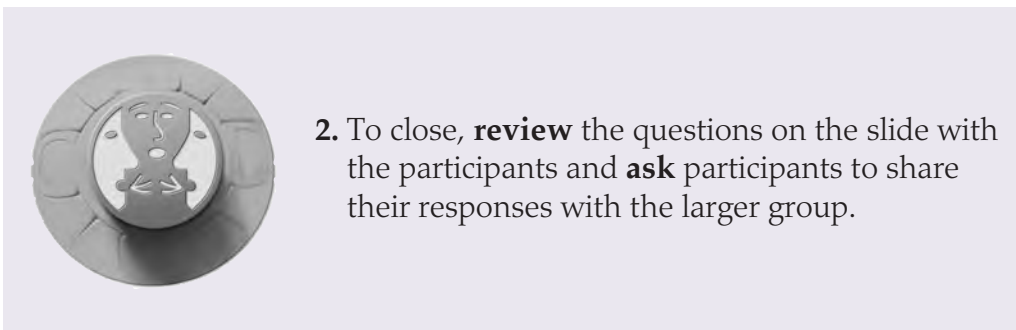 2. To close, review the questions on the slide with
the participants and ask participants to share
their responses with the larger group.